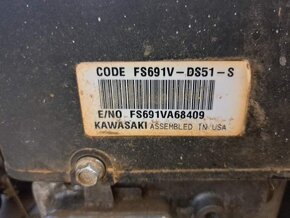 CODE FS691V-DS51-S
E/NO FS691VA68409
KAWASAKI ASSEMBLED IN USA